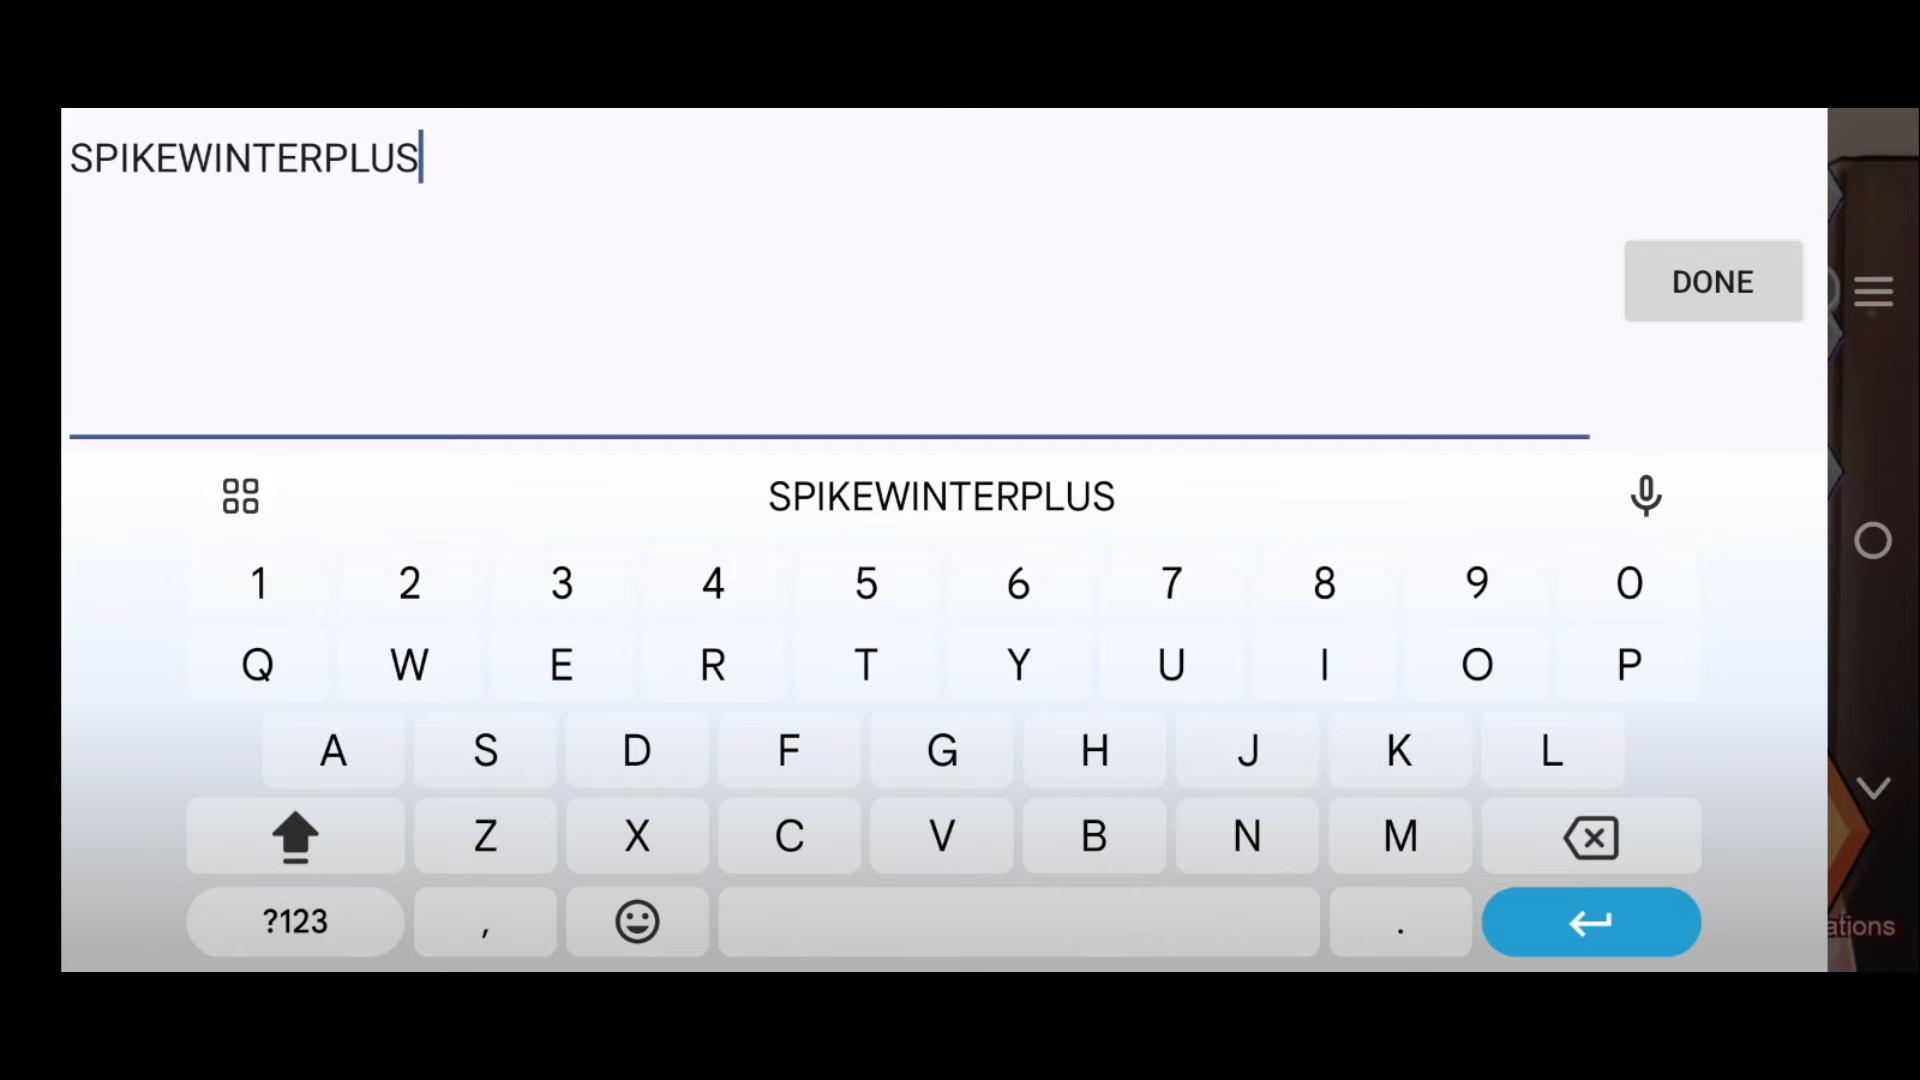 SPIKEWINTERPLUS
DONE
SPIKEWINTERPLUS
1 2 3 4 5 6 7 8 9 0
Q W E R T Y U I O P
A S D F G H J K L
Z X C V B N M
?123 , .
ations